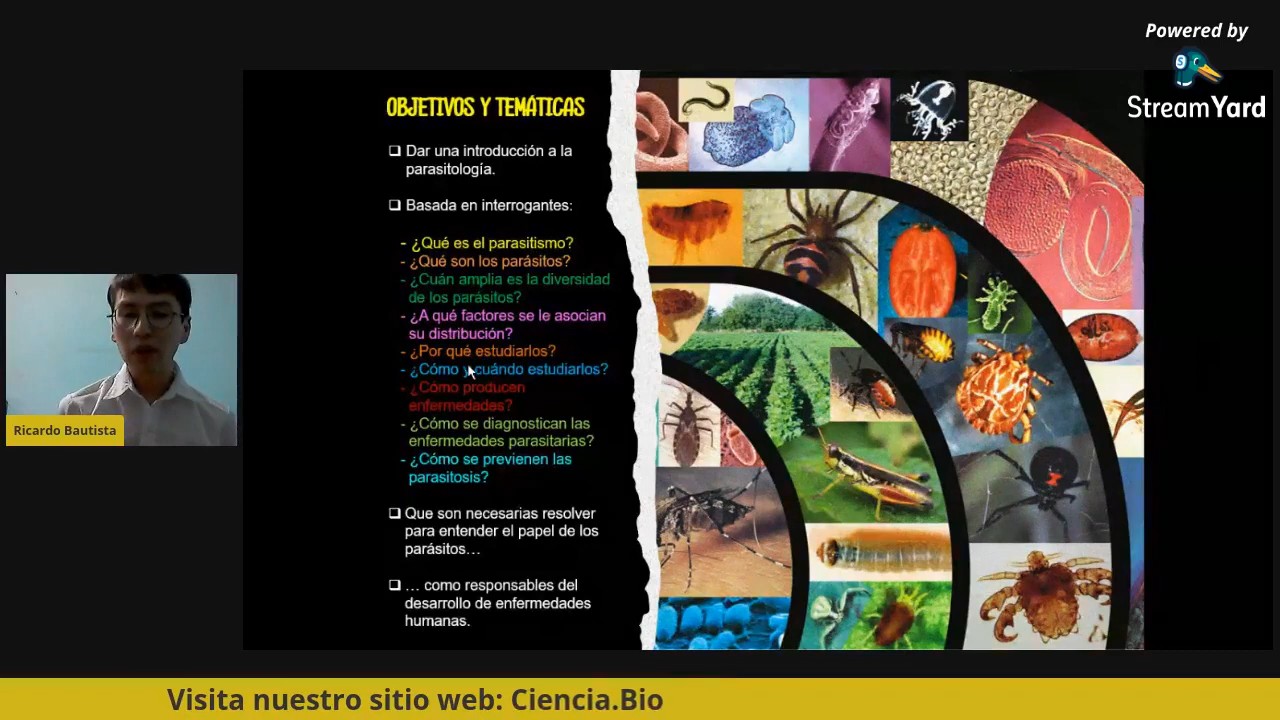 Powered by
StreamYard
OBJETIVOS Y TEMÁTICAS
❑ Dar una introducción a la
parasitología.
❑ Basada en interrogantes:
- ¿Qué es el parasitismo?
- ¿Qué son los parásitos?
- ¿Cuán amplia es la diversidad
de los parásitos?
- ¿A qué factores se le asocian
su distribución?
- ¿Por qué estudiarlos?
- ¿Cómo y cuándo estudiarlos?
- ¿Cómo producen
enfermedades?
- ¿Cómo se diagnostican las
enfermedades parasitarias?
- ¿Cómo se previenen las
parasitosis?
❑ Que son necesarias resolver
para entender el papel de los
parásitos…
❑ … como responsables del
desarrollo de enfermedades
humanas.
Ricardo Bautista
Visita nuestro sitio web: Ciencia.Bio